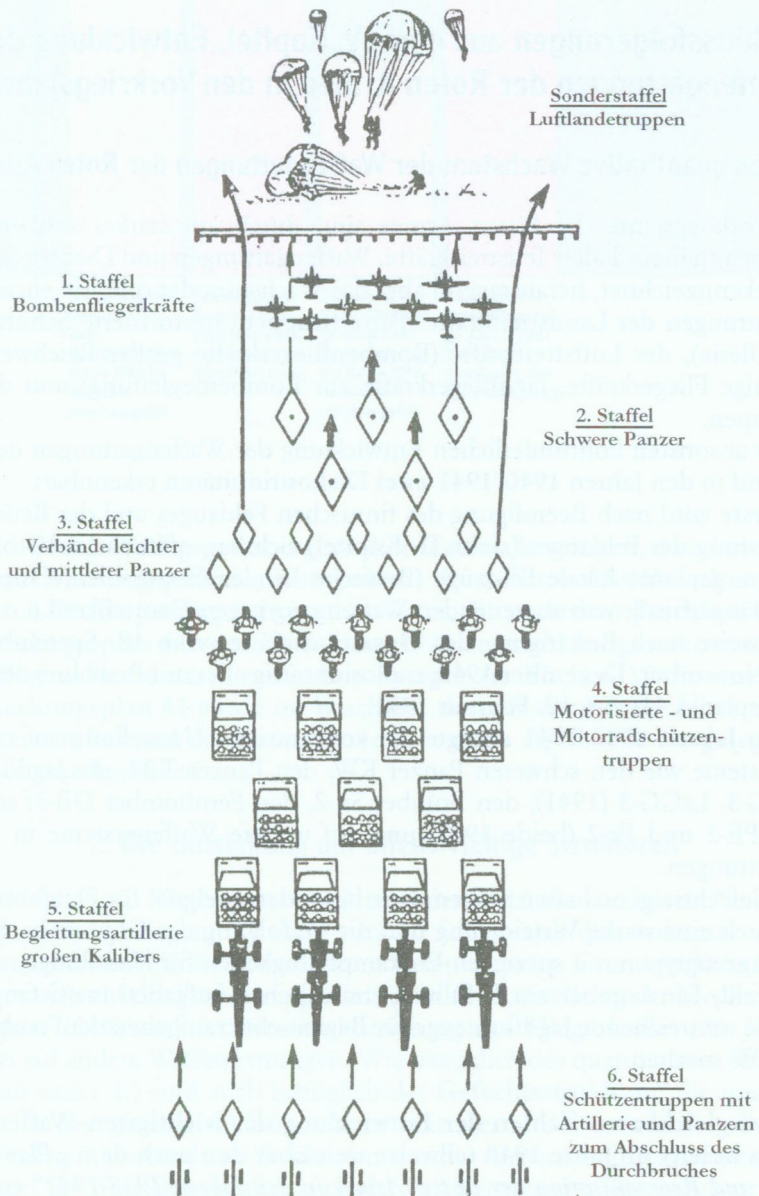 Sonderstaffel
Luftlandetruppen
1. Staffel
Bombenfliegerkräfte
2. Staffel
Schwere Panzer
3. Staffel
Verbände leichter
und mittlerer Panzer
4. Staffel
Motorisierte - und
Motorradschützen-
truppen
5. Staffel
Begleitungsartillerie
großen Kalibers
6. Staffel
Schützentruppen mit
Artillerie und Panzern
zum Abschluss des
Durchbruches